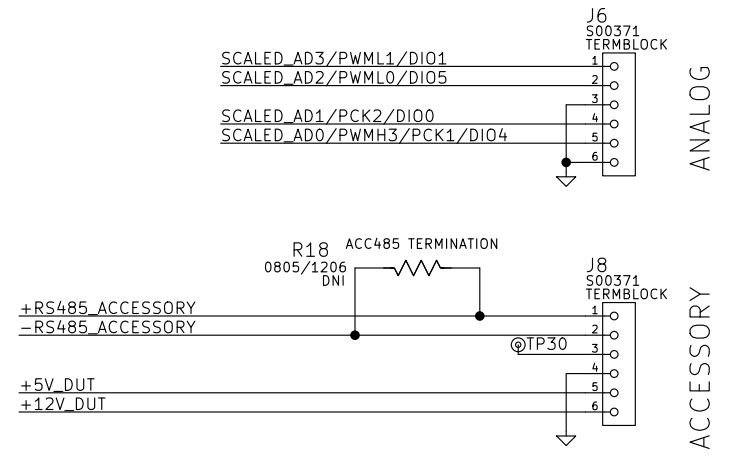 J6
S00371
TERMBLOCK
SCALED_AD3/PWML1/DIO1
1
SCALED_AD2/PWML0/DIO5
2
3
SCALED_AD1/PCK2/DIO0
4
SCALED_AD0/PWMH3/PCK1/DIO4
5
6
ANALOG
R18
ACC485 TERMINATION
0805/1206
DNI
J8
S00371
TERMBLOCK
+RS485_ACCESSORY
1
-RS485_ACCESSORY
2
TP30
3
4
+5V_DUT
5
+12V_DUT
6
ACCESSORY